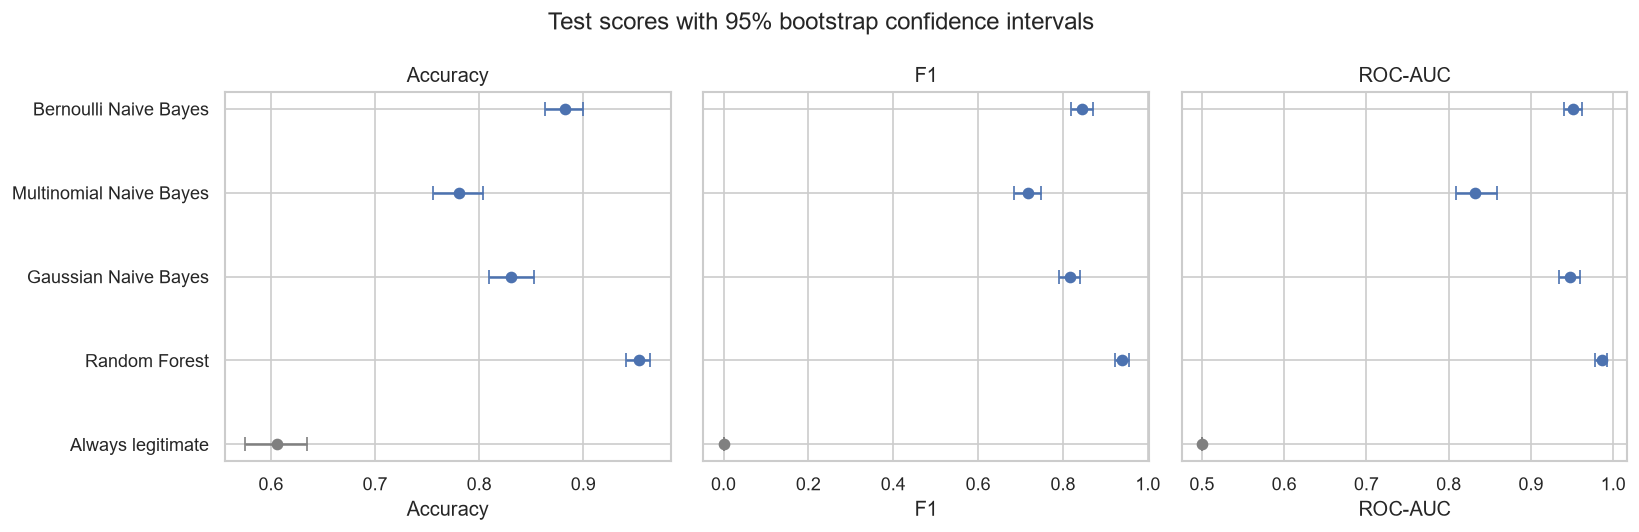 Test scores with 95% bootstrap confidence intervals
Accuracy
F1
ROC-AUC
Bernoulli Naive Bayes
Multinomial Naive Bayes
Gaussian Naive Bayes
Random Forest
Always legitimate
0.6 0.7 0.8 0.9
0.0 0.2 0.4 0.6 0.8 1.0
0.5 0.6 0.7 0.8 0.9 1.0
Accuracy
F1
ROC-AUC